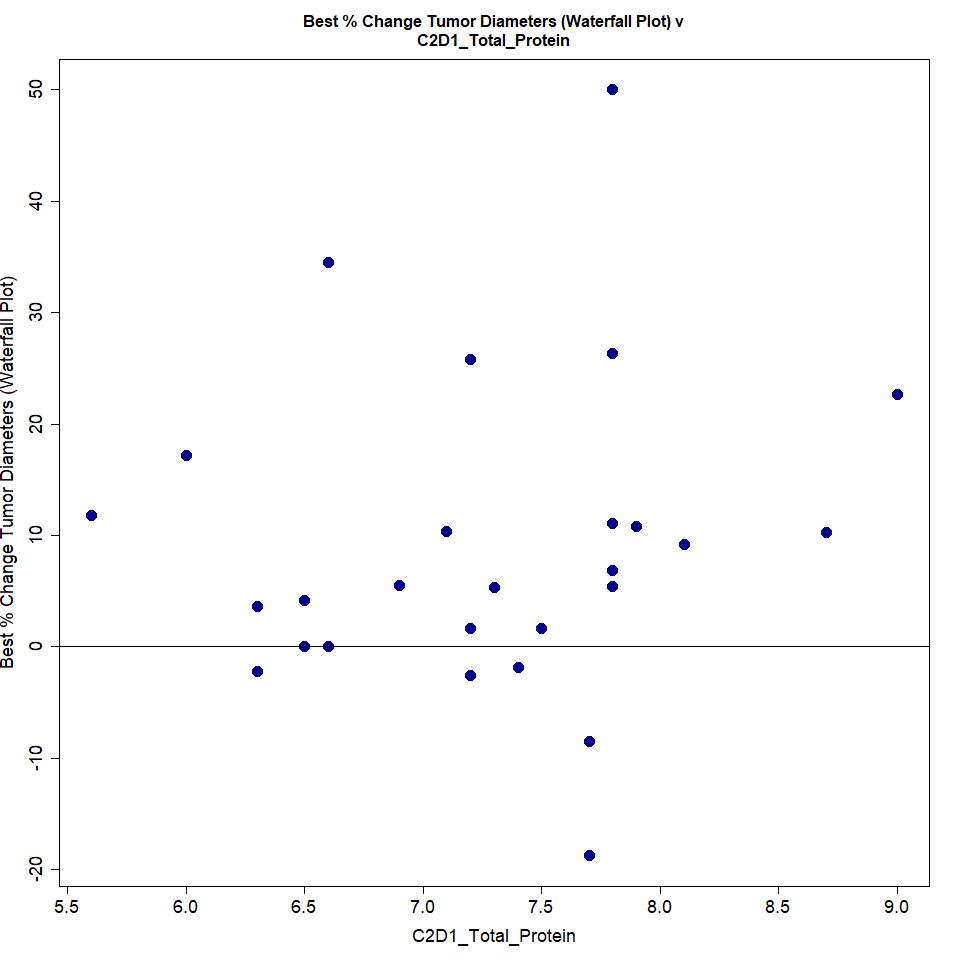 Best % Change Tumor Diameters (Waterfall Plot) v
C2D1_Total_Protein
Best % Change Tumor Diameters (Waterfall Plot)
50
40
30
20
10
0
-10
-20
5.5 6.0 6.5 7.0 7.5 8.0 8.5 9.0
C2D1_Total_Protein